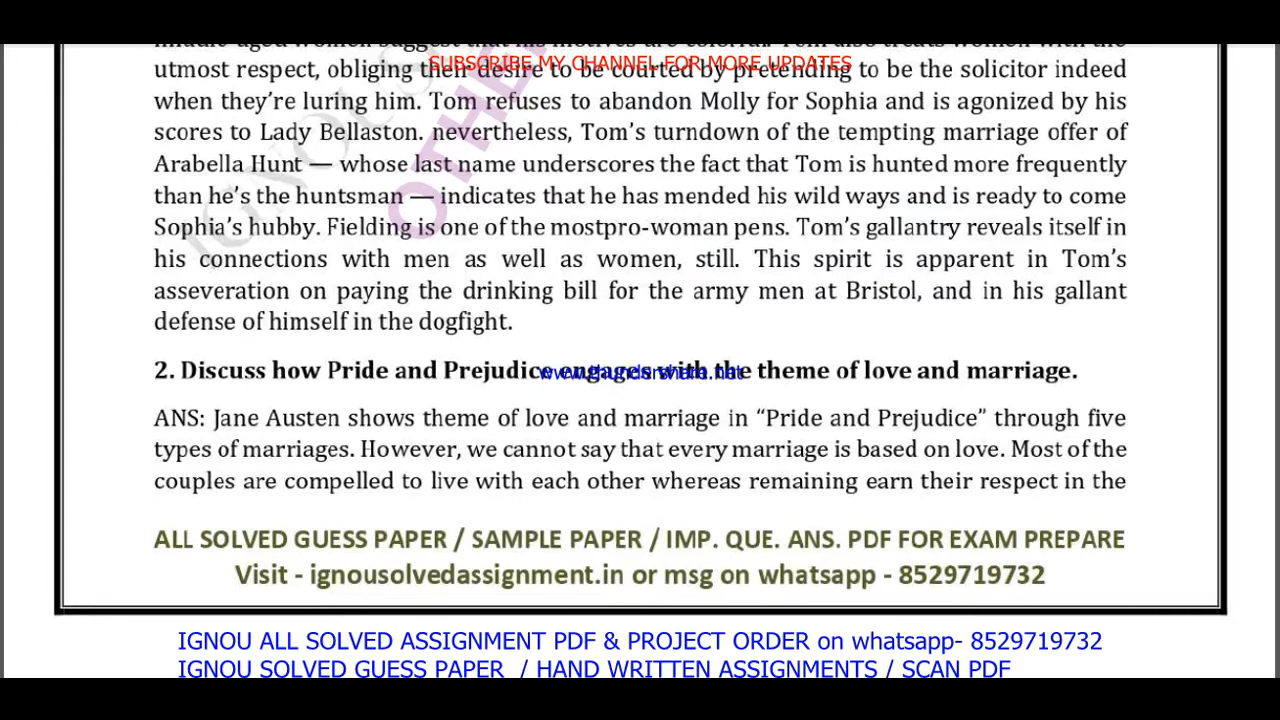 middle-aged women suggest that his motives are colorful. Tom also treats women with the
SUBSCRIBE MY CHANNEL FOR MORE UPDATES
utmost respect, obliging their desire to be courted by pretending to be the solicitor indeed
when they’re luring him. Tom refuses to abandon Molly for Sophia and is agonized by his
scores to Lady Bellaston. nevertheless, Tom’s turndown of the tempting marriage offer of
Arabella Hunt — whose last name underscores the fact that Tom is hunted more frequently
than he’s the huntsman — indicates that he has mended his wild ways and is ready to come
Sophia’s hubby. Fielding is one of the mostpro-woman pens. Tom’s gallantry reveals itself in
his connections with men as well as women, still. This spirit is apparent in Tom’s
asseveration on paying the drinking bill for the army men at Bristol, and in his gallant
defense of himself in the dogfight.
2. Discuss how Pride and Prejudice engages with the theme of love and marriage.
www.thundershare.net
ANS: Jane Austen shows theme of love and marriage in “Pride and Prejudice” through five
types of marriages. However, we cannot say that every marriage is based on love. Most of the
couples are compelled to live with each other whereas remaining earn their respect in the
ALL SOLVED GUESS PAPER / SAMPLE PAPER / IMP. QUE. ANS. PDF FOR EXAM PREPARE
Visit - ignousolvedassignment.in or msg on whatsapp - 8529719732
IGNOU ALL SOLVED ASSIGNMENT PDF & PROJECT ORDER on whatsapp- 8529719732
IGNOU SOLVED GUESS PAPER / HAND WRITTEN ASSIGNMENTS / SCAN PDF